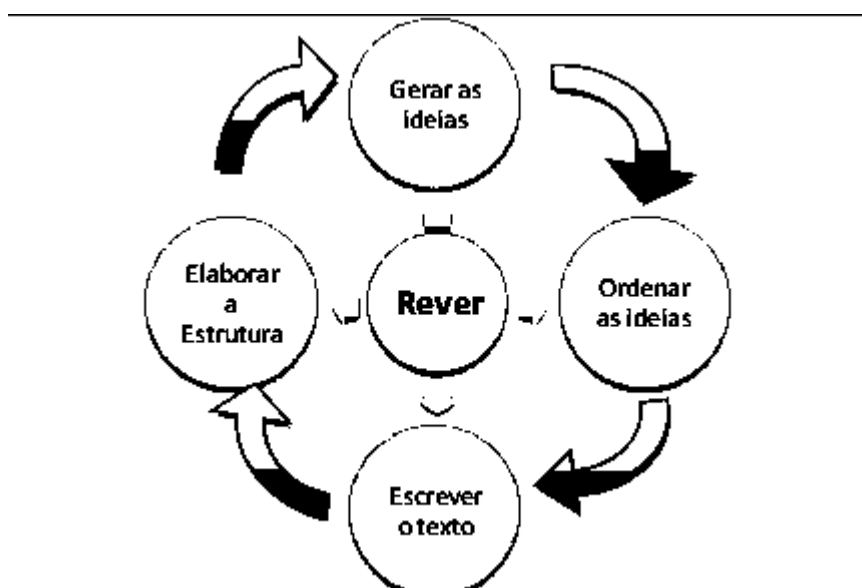 Gerar as
ideias
Elaborar
a
Estrutura
Rever
Ordenar
as ideias
Escrever
o texto